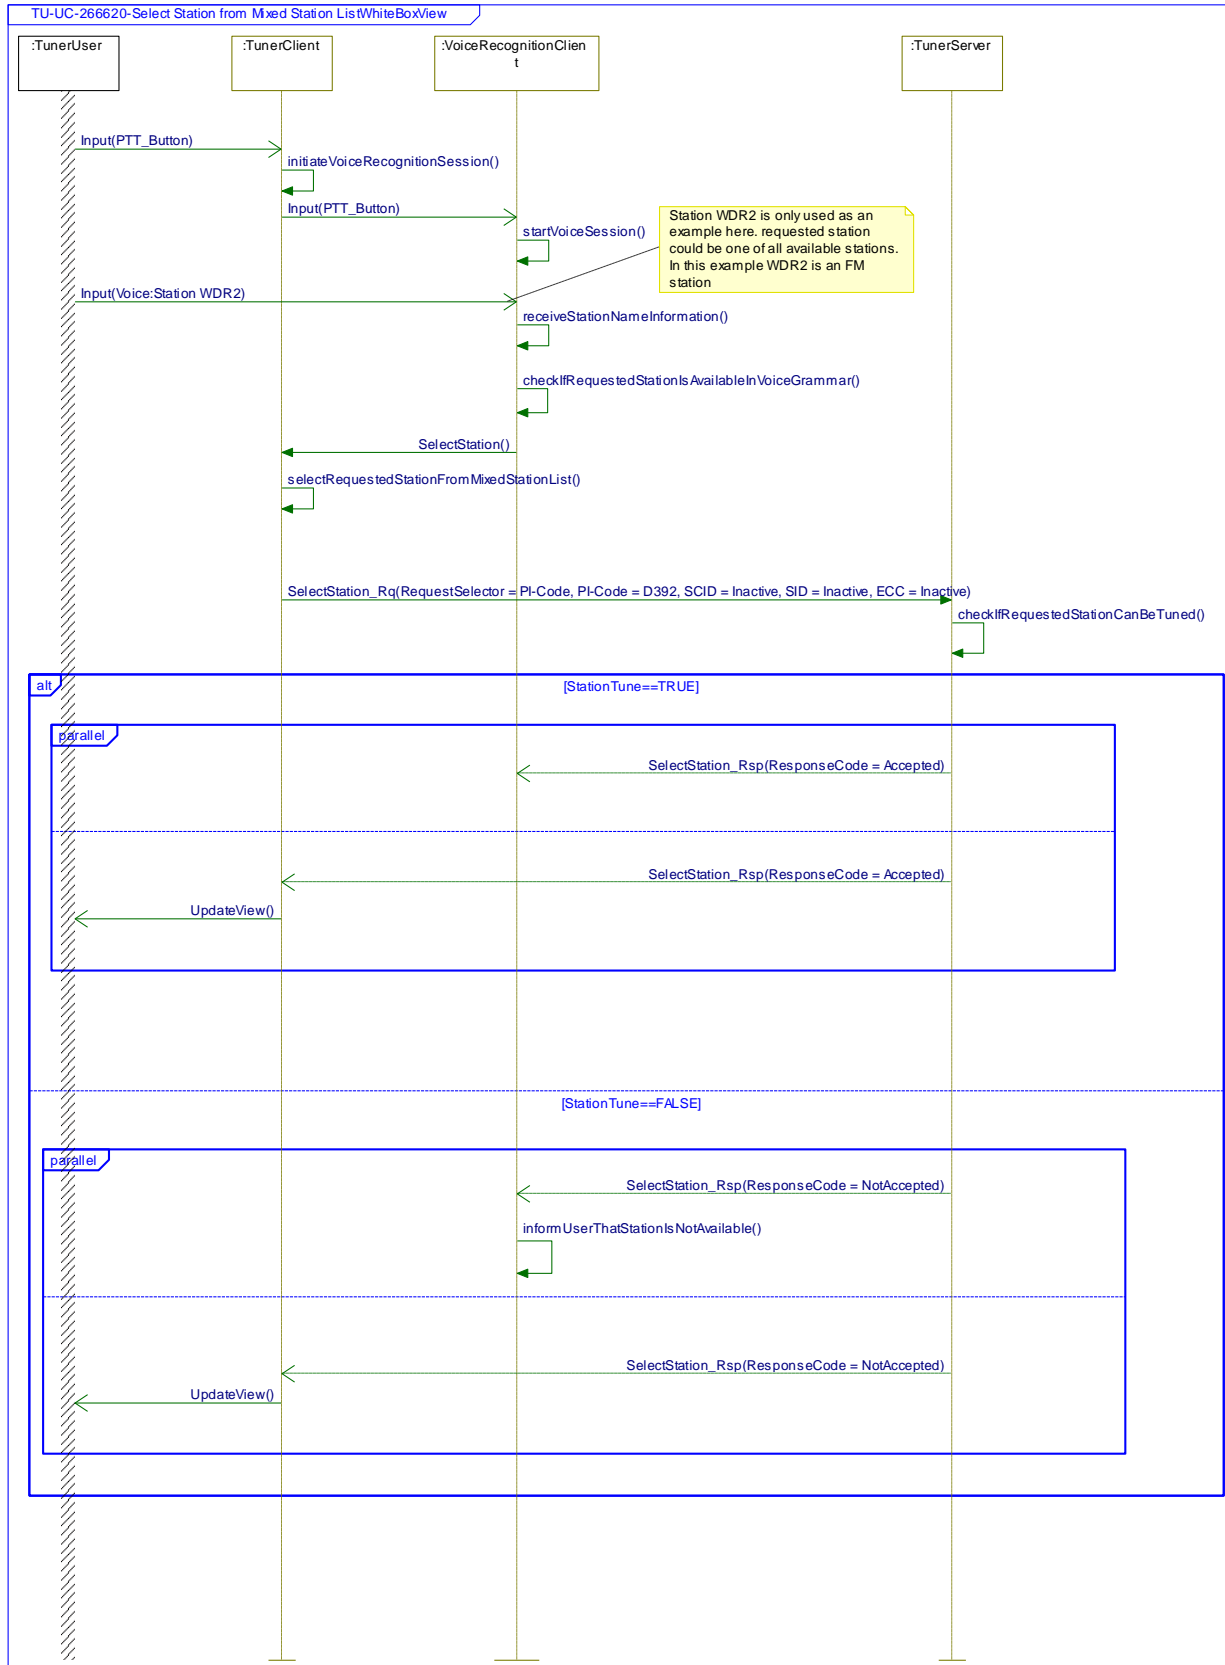 TU-UC-266620-Select Station from Mixed Station ListWhiteBoxView
:TunerUser
:TunerClient
:VoiceRecognitionClien
t
:TunerServer
Input(PTT_Button)
initiateVoiceRecognitionSession()
Input(PTT_Button)
startVoiceSession()
Station WDR2 is only used as an
example here. requested station
could be one of all available stations.
In this example WDR2 is an FM
station
Input(Voice:Station WDR2)
receiveStationNameInformation()
checkIfRequestedStationIsAvailableInVoiceGrammar()
SelectStation()
selectRequestedStationFromMixedStationList()
SelectStation_Rq(RequestSelector = PI-Code, PI-Code = D392, SCID = Inactive, SID = Inactive, ECC = Inactive)
checkIfRequestedStationCanBeTuned()
alt
[StationTune==TRUE]
parallel
SelectStation_Rsp(ResponseCode = Accepted)
SelectStation_Rsp(ResponseCode = Accepted)
UpdateView()
[StationTune==FALSE]
parallel
SelectStation_Rsp(ResponseCode = NotAccepted)
informUserThatStationIsNotAvailable()
SelectStation_Rsp(ResponseCode = NotAccepted)
UpdateView()